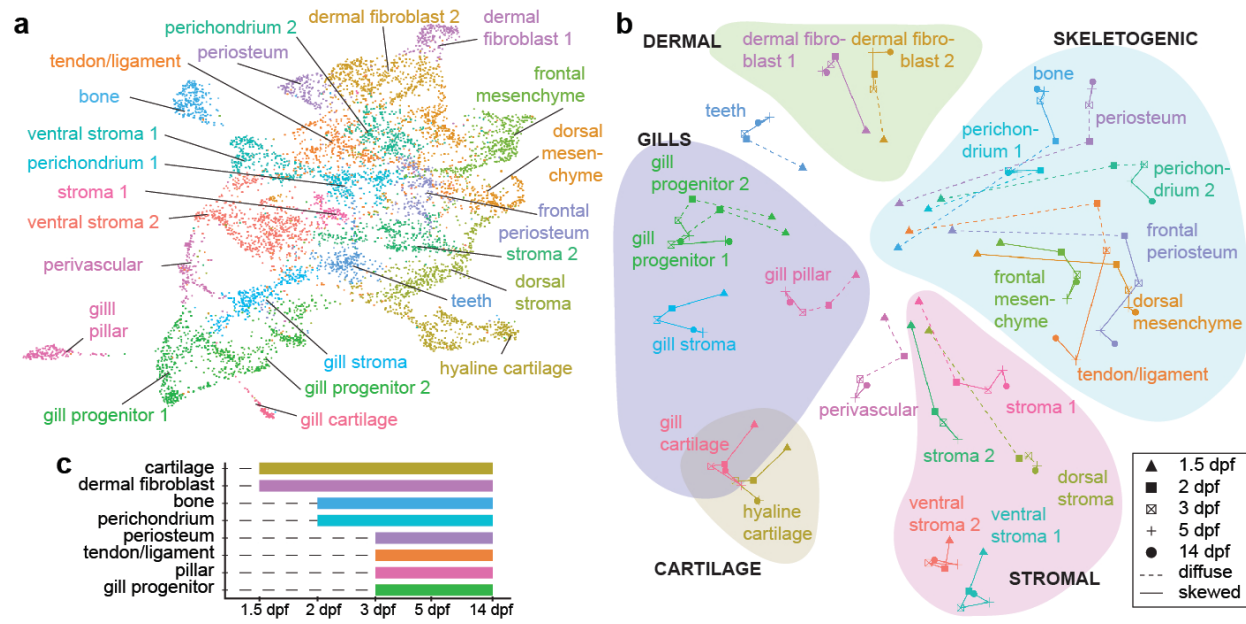 a
perichondrium 2
dermal fibroblast 2
dermal
fibroblast 1
periosteum
tendon/ligament
frontal
mesenchyme
bone
dorsal
mesen-
chyme
ventral stroma 1
perichondrium 1
stroma 1
frontal
periosteum
ventral stroma 2
stroma 2
perivascular
dorsal
stroma
teeth
gilll
pillar
gill stroma
hyaline cartilage
gill progenitor 2
gill progenitor 1
gill cartilage
b
DERMAL
dermal fibro-
blast 1
dermal fibro-
blast 2
SKELETOGENIC
bone
periosteum
teeth
perichon-
drium 1
perichon-
drium 2
GILLS
gill
progenitor 2
gill
progenitor 1
gill pillar
frontal
periosteum
frontal
mesen-
chyme
dorsal
mesenchyme
gill stroma
tendon/ligament
perivascular
stroma 1
gill
cartilage
stroma 2
dorsal
stroma
hyaline
cartilage
ventral
stroma 2
ventral
stroma 1
CARTILAGE
STROMAL
1.5 dpf
2 dpf
3 dpf
5 dpf
14 dpf
diffuse
skewed
c
cartilage
dermal fibroblast
bone
perichondrium
periosteum
tendon/ligament
pillar
gill progenitor
1.5 dpf 2 dpf 3 dpf 5 dpf 14 dpf